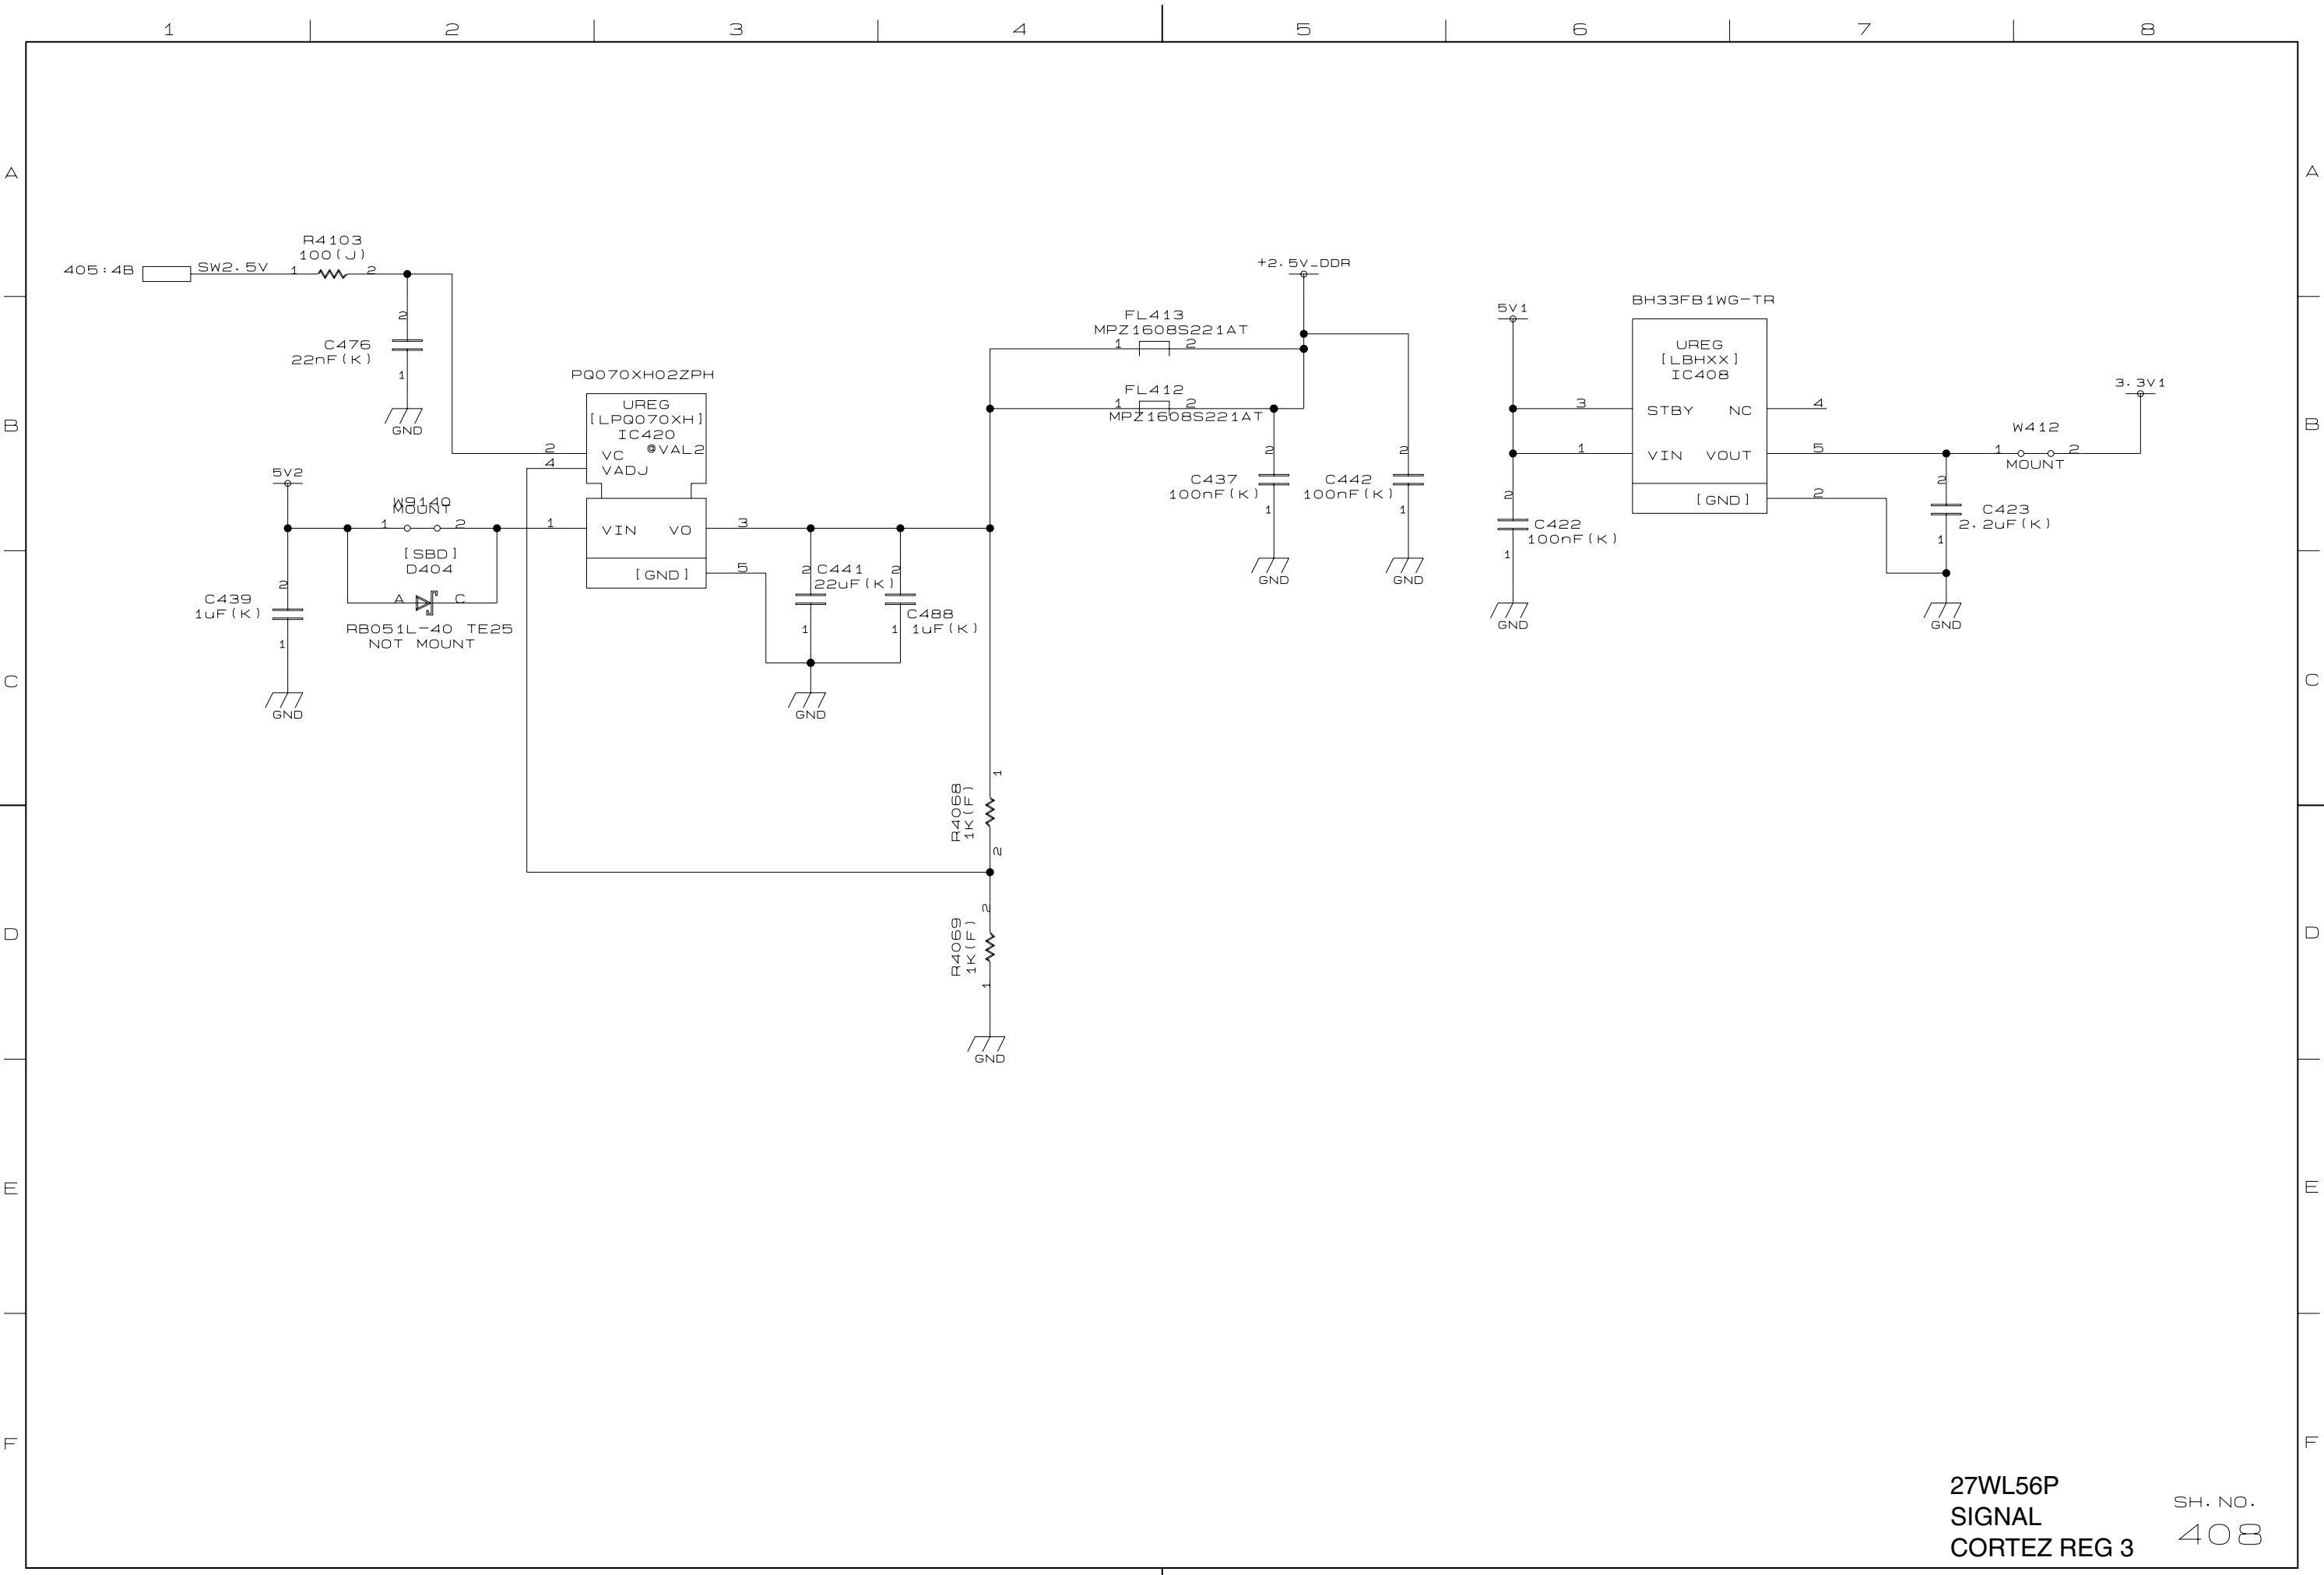 1 2 3 4 5 6 7 8
A A
B B
C C
D D
E E
F F
405:4B SW2.5V 1 2
R4103
100(J)
2
C476
22nF(K)
1
GND
5V2
W9140
MOUNT
1 2
[SBD]
D404
A C
RB051L-40 TE25
NOT MOUNT
2
C439
1uF(K)
1
GND
PQ070XH02ZPH
UREG
[LPQ070XH]
IC420
@VAL2
2 VC
4 VADJ
1 VIN VO 3
[GND] 5
2 C441
22uF(K)
1
2
C488
1uF(K)
1
GND
1
R4068
1K(F)
2
2
R4069
1K(F)
1
GND
+2.5V_DDR
FL413
MPZ1608S221AT
1 2
FL412
1 2
MPZ1608S221AT
2
C437
100nF(K)
1
GND
2
C442
100nF(K)
1
GND
5V1
BH33FB1WG-TR
UREG
[LBHXX]
IC408
3 STBY NC 4
1 VIN VOUT 5
[GND] 2
2
C422
100nF(K)
1
GND
3.3V1
W412
1 2
MOUNT
2
C423
2.2uF(K)
1
GND
27WL56P
SIGNAL
CORTEZ REG 3
SH.NO.
408